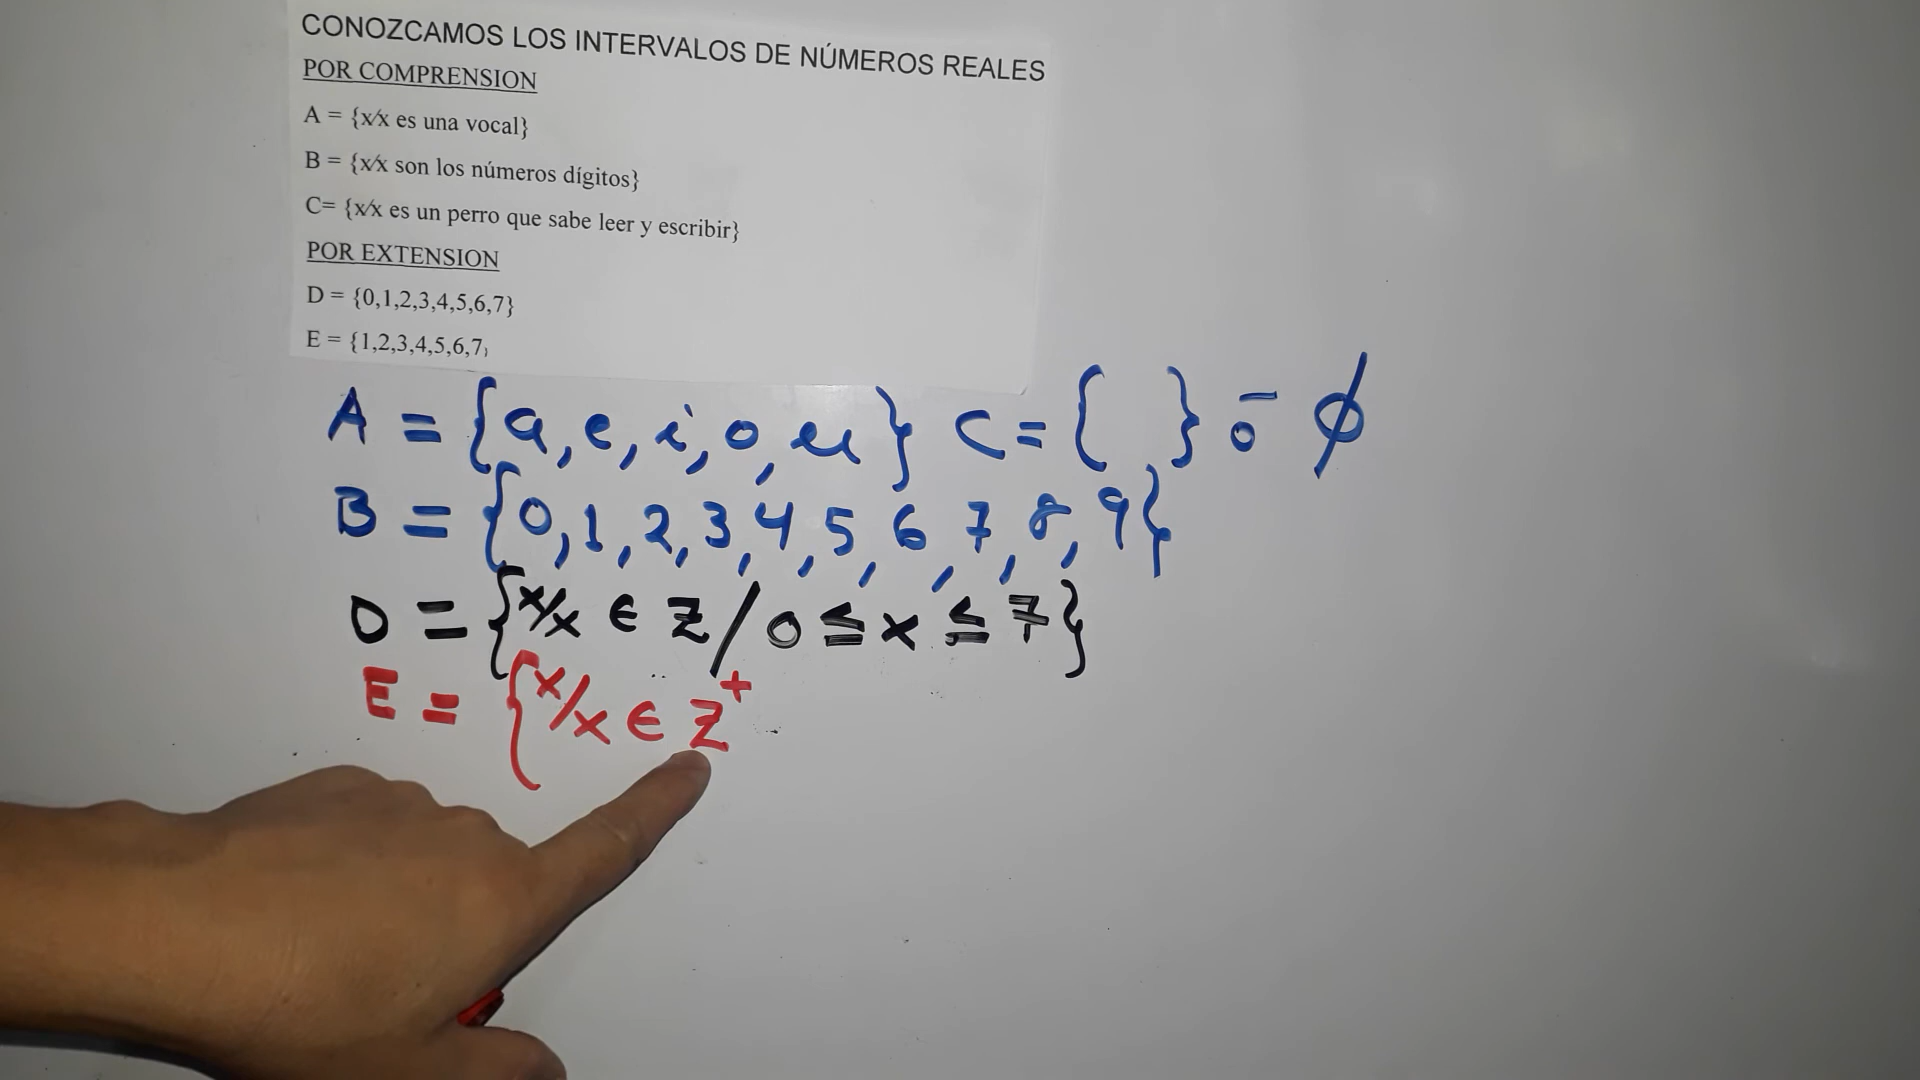 CONOZCAMOS LOS INTERVALOS DE NÚMEROS REALES
POR COMPRENSION
A = {x/x es una vocal}
B = {x/x son los números dígitos}
C= {x/x es un perro que sabe leer y escribir}
POR EXTENSION
D = {0,1,2,3,4,5,6,7}
E = {1,2,3,4,5,6,7}
A = {a, e, i, o, u} C = { } ō ϕ
B = {0, 1, 2, 3, 4, 5, 6, 7, 8, 9}
D = {x/x ∈ Z / 0 ≤ x ≤ 7}
E = {x/x ∈ Z⁺